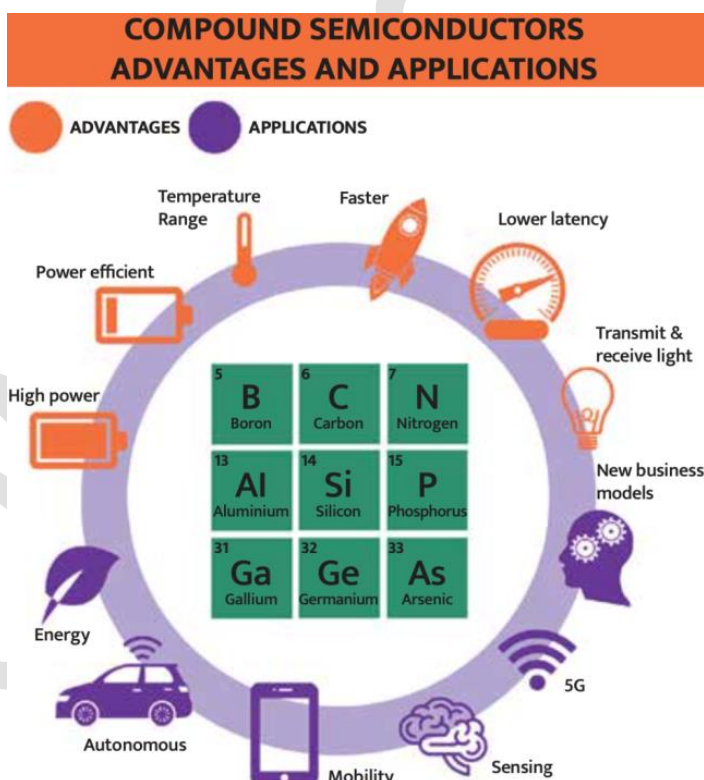 COMPOUND SEMICONDUCTORS
ADVANTAGES AND APPLICATIONS
ADVANTAGES
APPLICATIONS
Temperature
Range
Faster
Lower latency
Power efficient
Transmit &
receive light
High power
New business
models
5
B
Boron
6
C
Carbon
7
N
Nitrogen
13
Al
Aluminium
14
Si
Silicon
15
P
Phosphorus
31
Ga
Gallium
32
Ge
Germanium
33
As
Arsenic
Energy
5G
Autonomous
Sensing
Mobility